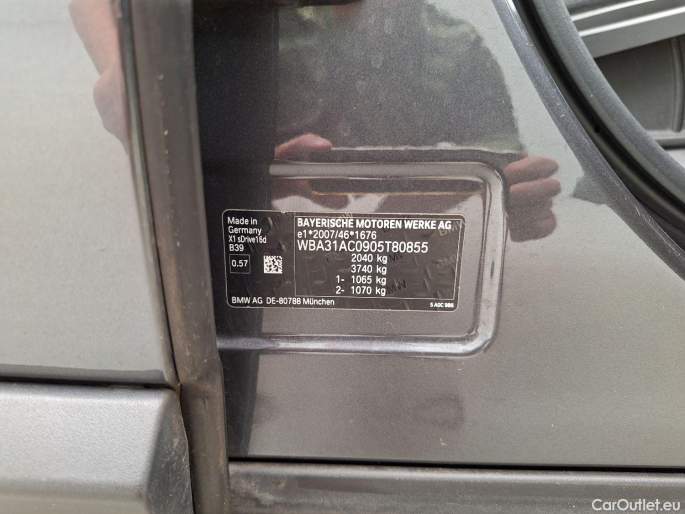 Made in
Germany
X1 sDrive16d
B39
0.57
BAYERISCHE MOTOREN WERKE AG
e1*2007/46*1676
WBA31AC0905T80855
2040 kg
3740 kg
1- 1065 kg
2- 1070 kg
BMW AG DE-80788 München
CarOutlet.eu